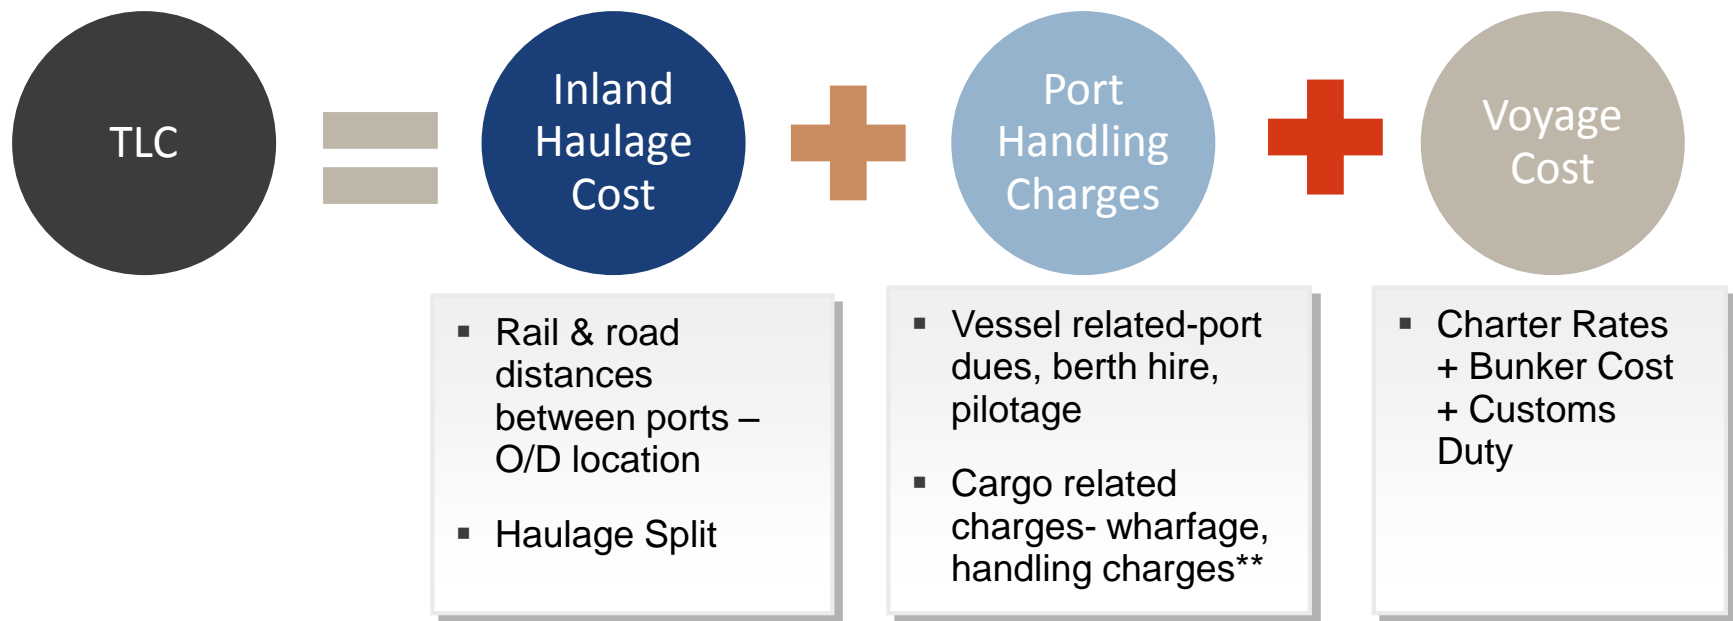 TLC
Inland
Haulage
Cost
Port
Handling
Charges
Voyage
Cost
▪ Rail & road
distances
between ports –
O/D location
▪ Haulage Split
▪ Vessel related-port
dues, berth hire,
pilotage
▪ Cargo related
charges- wharfage,
handling charges**
▪ Charter Rates
+ Bunker Cost
+ Customs
Duty